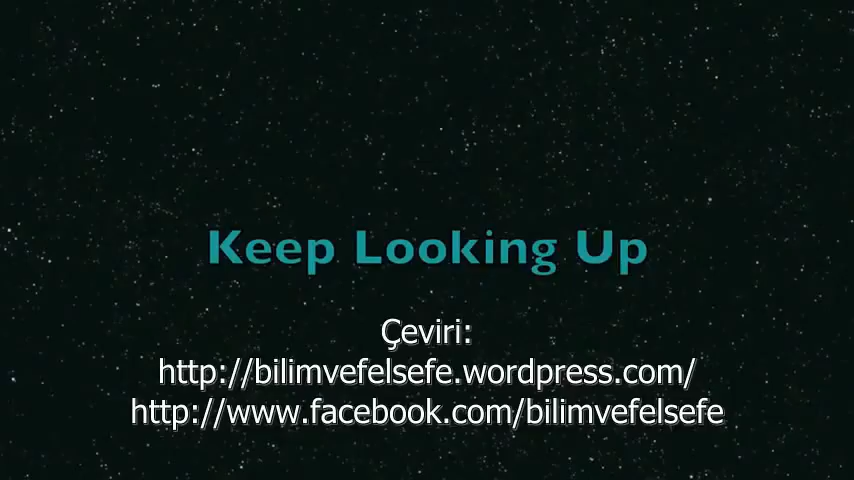 Keep Looking Up
Çeviri:
http://bilimvefelsefe.wordpress.com/
http://www.facebook.com/bilimvefelsefe